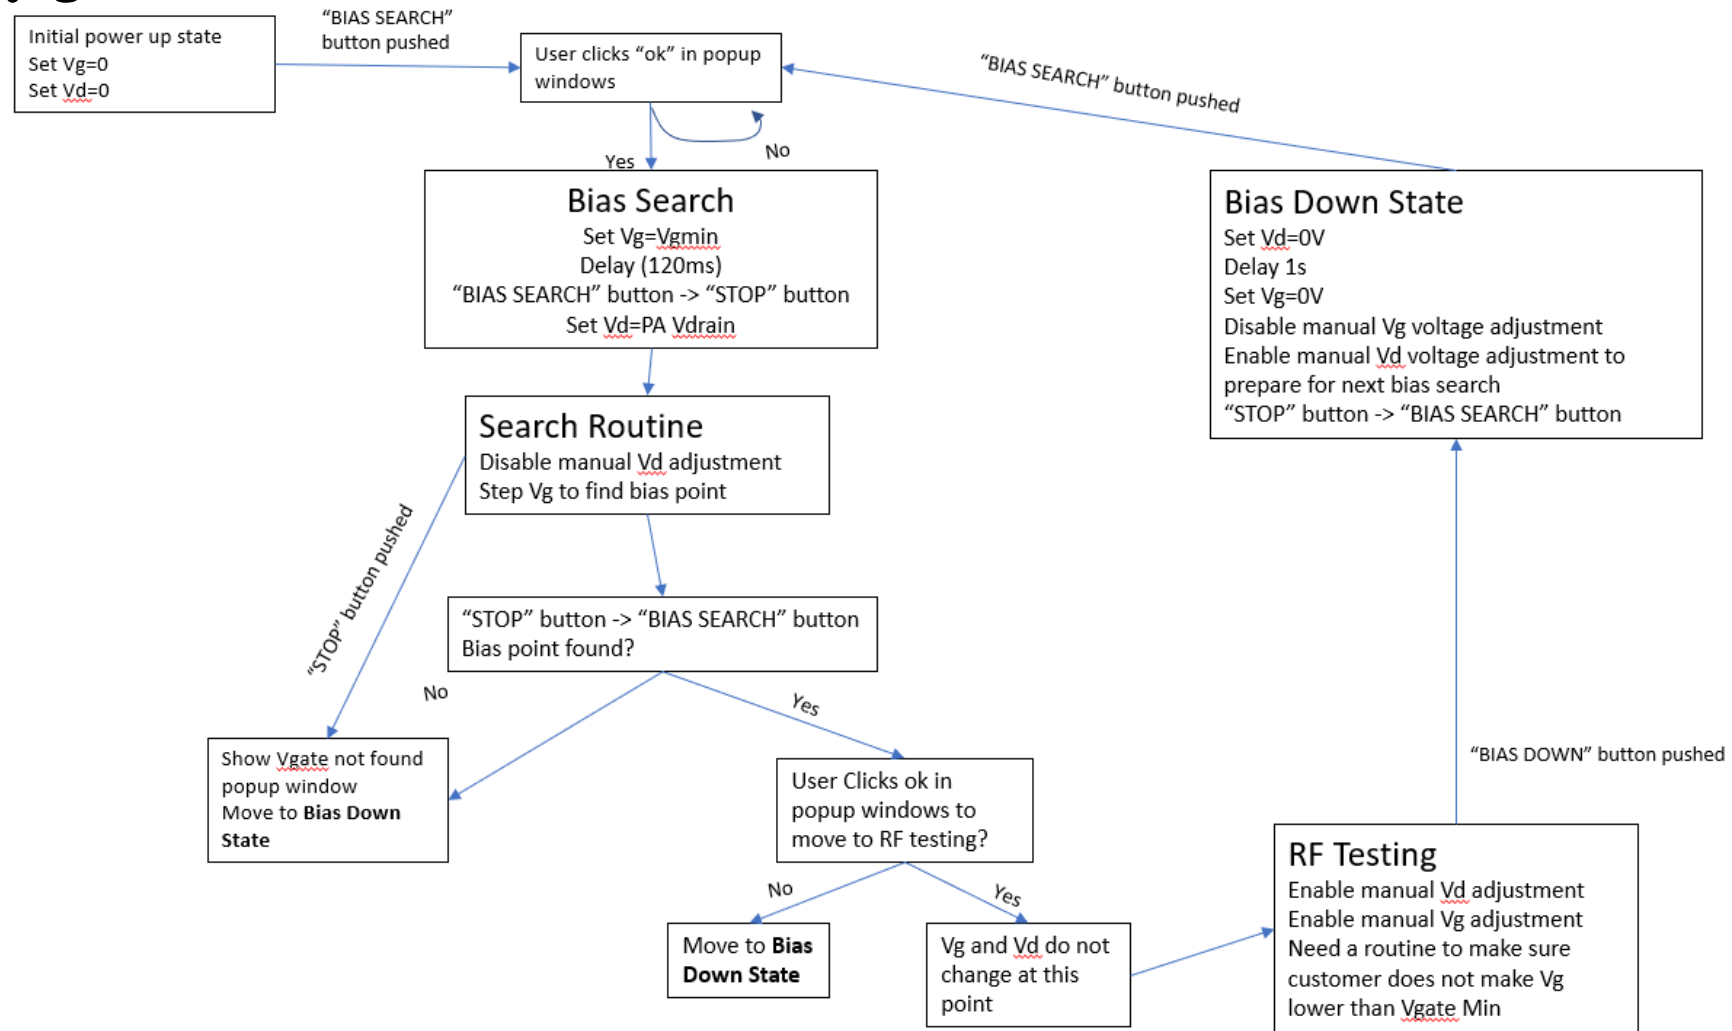 Initial power up state
Set Vg=0
Set Vd=0
“BIAS SEARCH”
button pushed
User clicks “ok” in popup
windows
“BIAS SEARCH” button pushed
No
Yes
Bias Search
Set Vg=Vgmin
Delay (120ms)
“BIAS SEARCH” button -> “STOP” button
Set Vd=PA Vdrain
Bias Down State
Set Vd=0V
Delay 1s
Set Vg=0V
Disable manual Vg voltage adjustment
Enable manual Vd voltage adjustment to
prepare for next bias search
“STOP” button -> “BIAS SEARCH” button
Search Routine
Disable manual Vd adjustment
Step Vg to find bias point
“STOP” button pushed
“STOP” button -> “BIAS SEARCH” button
Bias point found?
No
Yes
Show Vgate not found
popup window
Move to Bias Down
State
User Clicks ok in
popup windows to
move to RF testing?
“BIAS DOWN” button pushed
No
Yes
Move to Bias
Down State
Vg and Vd do not
change at this
point
RF Testing
Enable manual Vd adjustment
Enable manual Vg adjustment
Need a routine to make sure
customer does not make Vg
lower than Vgate Min